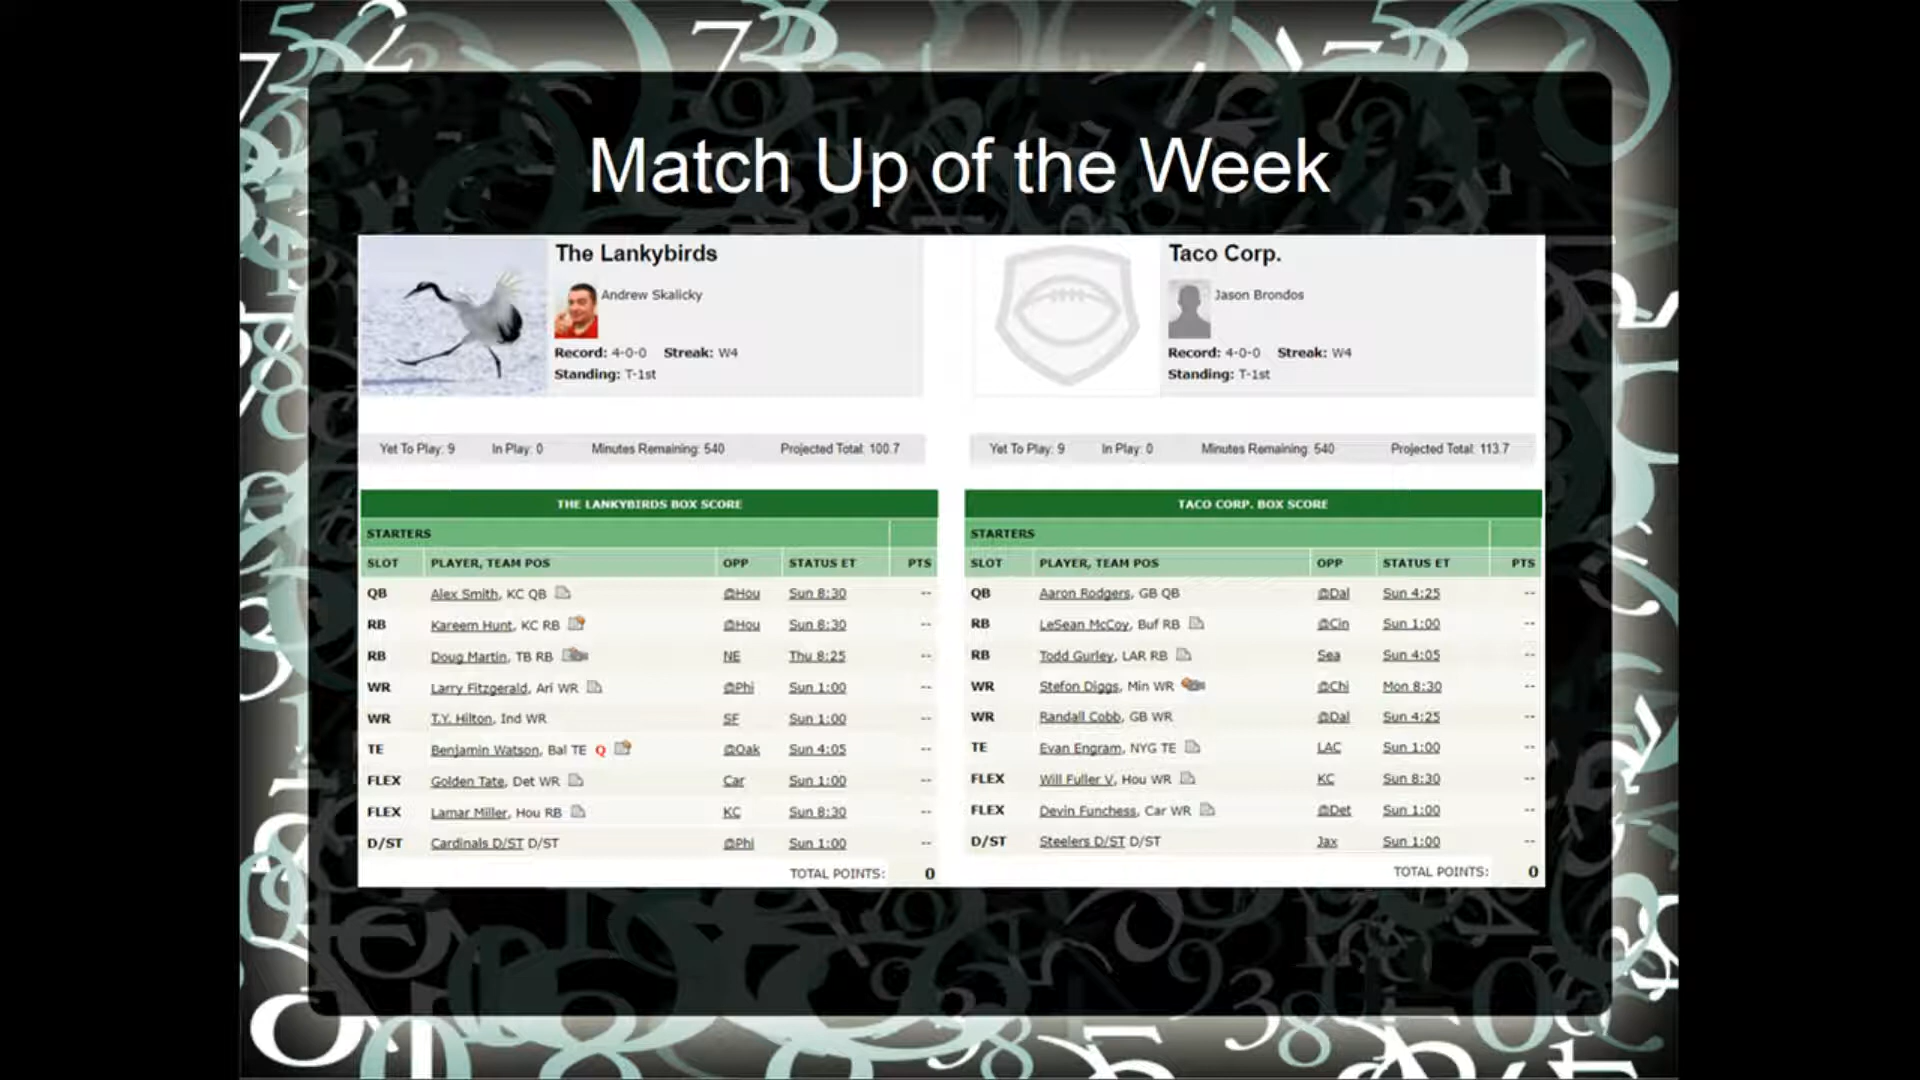 Match Up of the Week
The Lankybirds
Andrew Skalicky
Record: 4-0-0 Streak: W4
Standing: T-1st
Taco Corp.
Jason Brondos
Record: 4-0-0 Streak: W4
Standing: T-1st
Yet To Play: 9 In Play: 0 Minutes Remaining: 540 Projected Total: 100.7
Yet To Play: 9 In Play: 0 Minutes Remaining: 540 Projected Total: 113.7
THE LANKYBIRDS BOX SCORE
STARTERS
SLOT PLAYER, TEAM POS OPP STATUS ET PTS
QB Alex Smith, KC QB @Hou Sun 8:30 --
RB Kareem Hunt, KC RB @Hou Sun 8:30 --
RB Doug Martin, TB RB NE Thu 8:25 --
WR Larry Fitzgerald, Ari WR @Phi Sun 1:00 --
WR T.Y. Hilton, Ind WR SF Sun 1:00 --
TE Benjamin Watson, Bal TE Q @Oak Sun 4:05 --
FLEX Golden Tate, Det WR Car Sun 1:00 --
FLEX Lamar Miller, Hou RB KC Sun 8:30 --
D/ST Cardinals D/ST D/ST @Phi Sun 1:00 --
TOTAL POINTS: 0
TACO CORP. BOX SCORE
STARTERS
SLOT PLAYER, TEAM POS OPP STATUS ET PTS
QB Aaron Rodgers, GB QB @Dal Sun 4:25 --
RB LeSean McCoy, Buf RB @Cin Sun 1:00 --
RB Todd Gurley, LAR RB Sea Sun 4:05 --
WR Stefon Diggs, Min WR @Chi Mon 8:30 --
WR Randall Cobb, GB WR @Dal Sun 4:25 --
TE Evan Engram, NYG TE LAC Sun 1:00 --
FLEX Will Fuller V, Hou WR KC Sun 8:30 --
FLEX Devin Funchess, Car WR @Det Sun 1:00 --
D/ST Steelers D/ST D/ST Jax Sun 1:00 --
TOTAL POINTS: 0